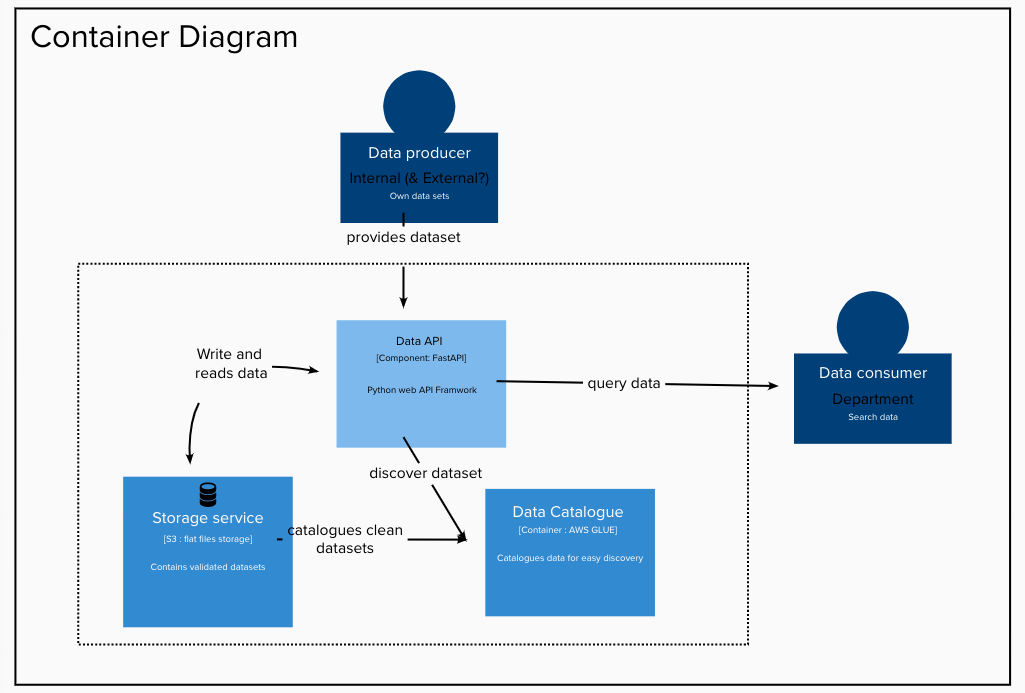 Container Diagram
Data producer
Internal (& External?)
Own data sets
provides dataset
Data API
[Component: FastAPI]
Python web API Framwork
Write and
reads data
query data
Data consumer
Department
Search data
discover dataset
Storage service
[S3 : flat files storage]
Contains validated datasets
catalogues clean
datasets
Data Catalogue
[Container : AWS GLUE]
Catalogues data for easy discovery